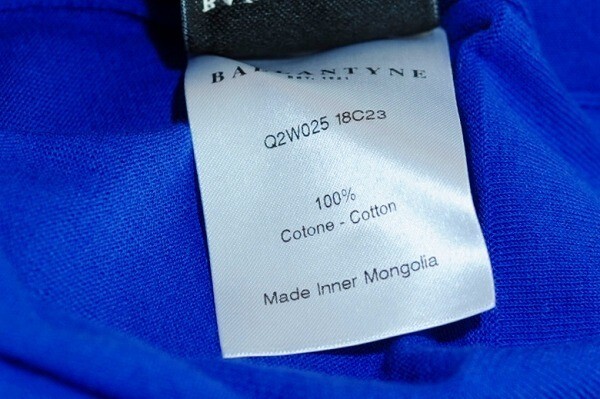 BALLANTYNE
Q2W025 18C23
100%
Cotone - Cotton
Made Inner Mongolia